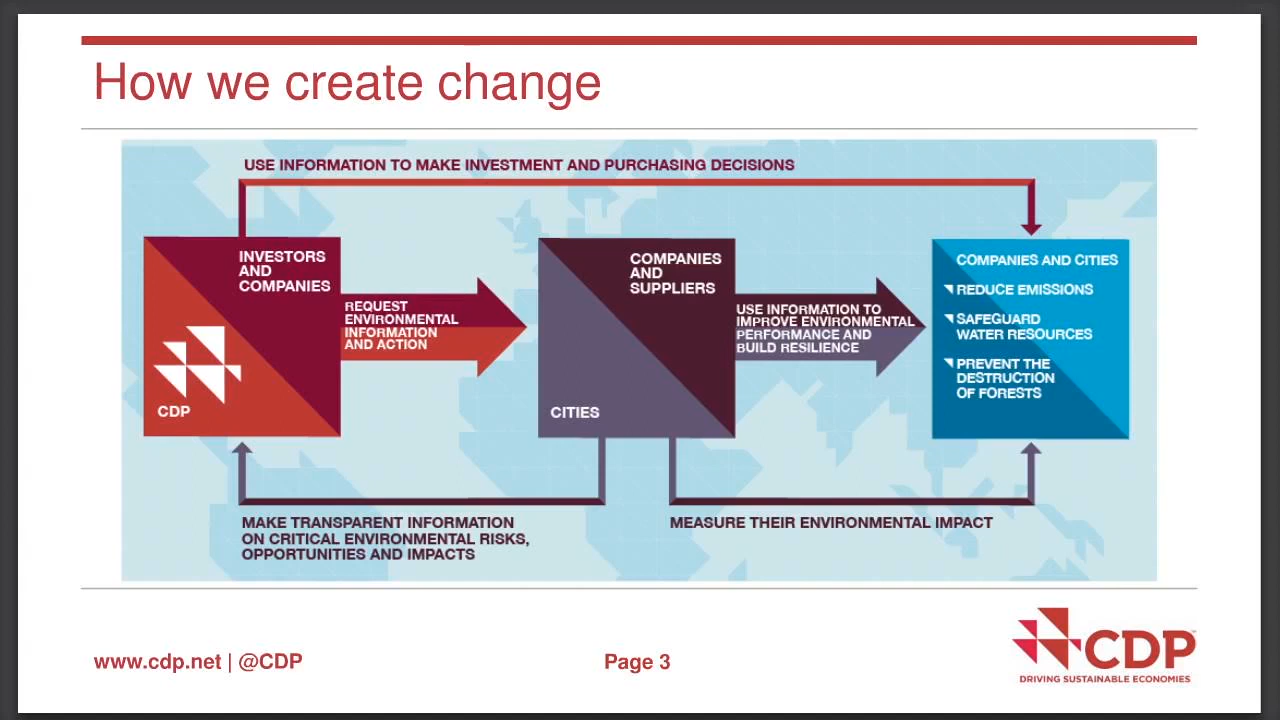 How we create change
USE INFORMATION TO MAKE INVESTMENT AND PURCHASING DECISIONS
INVESTORS
AND
COMPANIES
CDP
REQUEST
ENVIRONMENTAL
INFORMATION
AND ACTION
COMPANIES
AND
SUPPLIERS
CITIES
USE INFORMATION TO
IMPROVE ENVIRONMENTAL
PERFORMANCE AND
BUILD RESILIENCE
COMPANIES AND CITIES
REDUCE EMISSIONS
SAFEGUARD
WATER RESOURCES
PREVENT THE
DESTRUCTION
OF FORESTS
MAKE TRANSPARENT INFORMATION
ON CRITICAL ENVIRONMENTAL RISKS,
OPPORTUNITIES AND IMPACTS
MEASURE THEIR ENVIRONMENTAL IMPACT
www.cdp.net | @CDP
Page 3
CDP
DRIVING SUSTAINABLE ECONOMIES